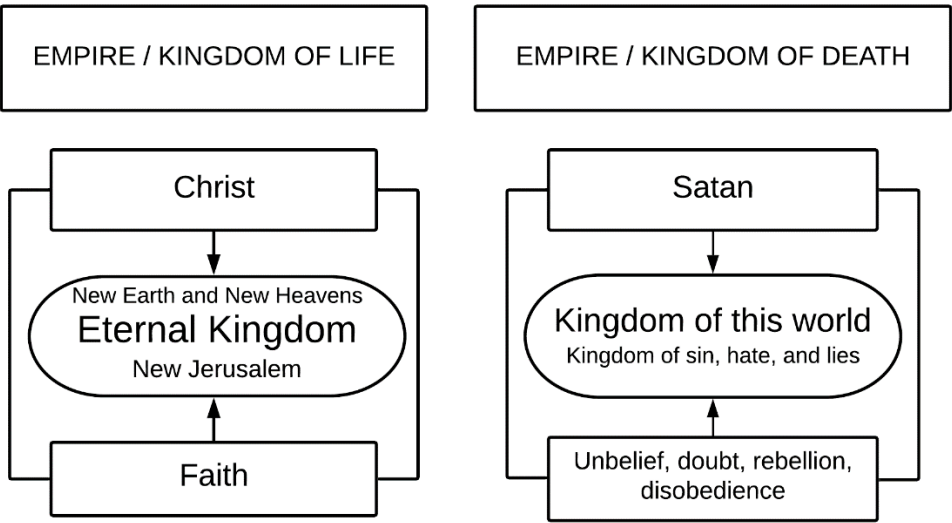 EMPIRE / KINGDOM OF LIFE
EMPIRE / KINGDOM OF DEATH
Christ
New Earth and New Heavens
Eternal Kingdom
New Jerusalem
Faith
Satan
Kingdom of this world
Kingdom of sin, hate, and lies
Unbelief, doubt, rebellion,
disobedience